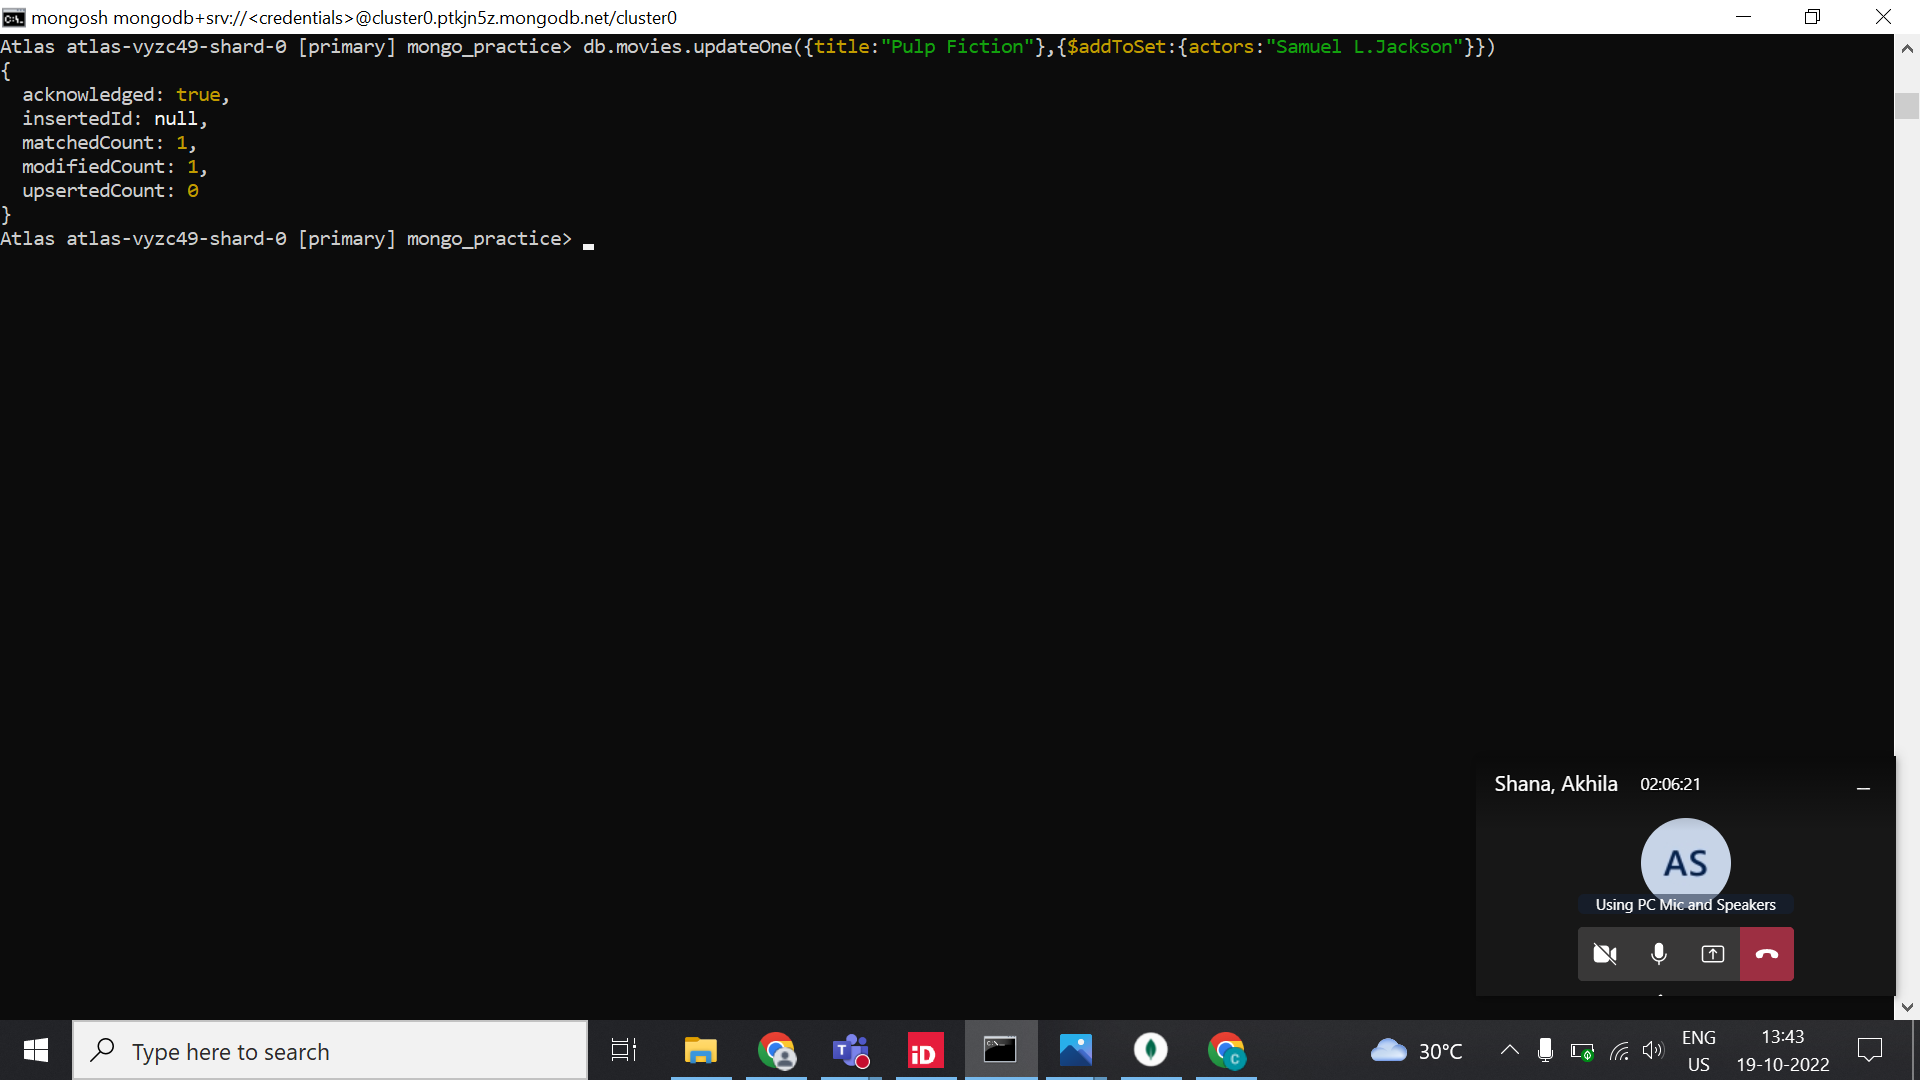 mongosh mongodb+srv://<credentials>@cluster0.ptkjn5z.mongodb.net/cluster0
Atlas atlas-vyzc49-shard-0 [primary] mongo_practice> db.movies.updateOne({title:"Pulp Fiction"},{$addToSet:{actors:"Samuel L.Jackson"}})
{
  acknowledged: true,
  insertedId: null,
  matchedCount: 1,
  modifiedCount: 1,
  upsertedCount: 0
}
Atlas atlas-vyzc49-shard-0 [primary] mongo_practice>
Shana, Akhila 02:06:21
AS
Using PC Mic and Speakers
Type here to search
T
iD
C
30°C
ENG
US
13:43
19-10-2022